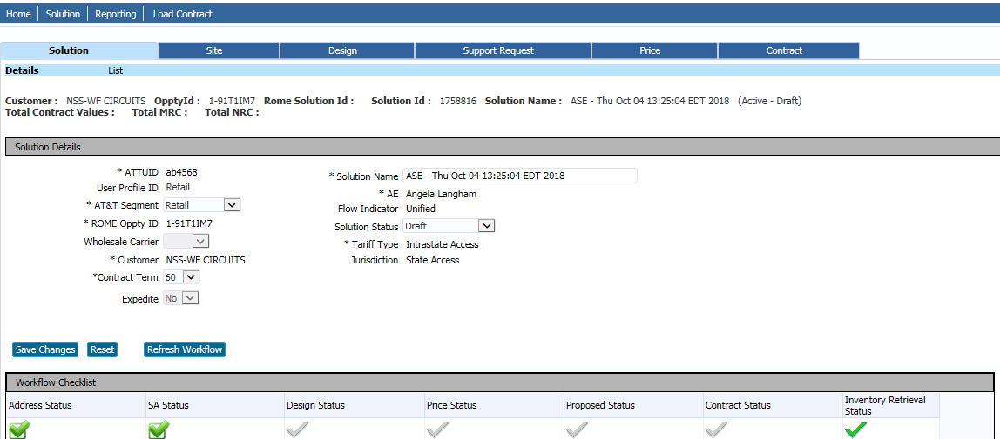 Home Solution Reporting Load Contract
Solution Site Design Support Request Price Contract
Details List
Customer : NSS-WF CIRCUITS OpptyId : 1-91T1IM7 Rome Solution Id : Solution Id : 1758816 Solution Name : ASE - Thu Oct 04 13:25:04 EDT 2018 (Active - Draft)
Total Contract Values : Total MRC : Total NRC :
Solution Details
* ATTUID ab4568
User Profile ID Retail
* AT&T Segment Retail
* ROME Oppty ID 1-91T1IM7
Wholesale Carrier
* Customer NSS-WF CIRCUITS
*Contract Term 60
Expedite No
* Solution Name ASE - Thu Oct 04 13:25:04 EDT 2018
* AE Angela Langham
Flow Indicator Unified
Solution Status Draft
* Tariff Type Intrastate Access
Jurisdiction State Access
Save Changes Reset Refresh Workflow
Workflow Checklist
Address Status SA Status Design Status Price Status Proposed Status Contract Status Inventory Retrieval
Status